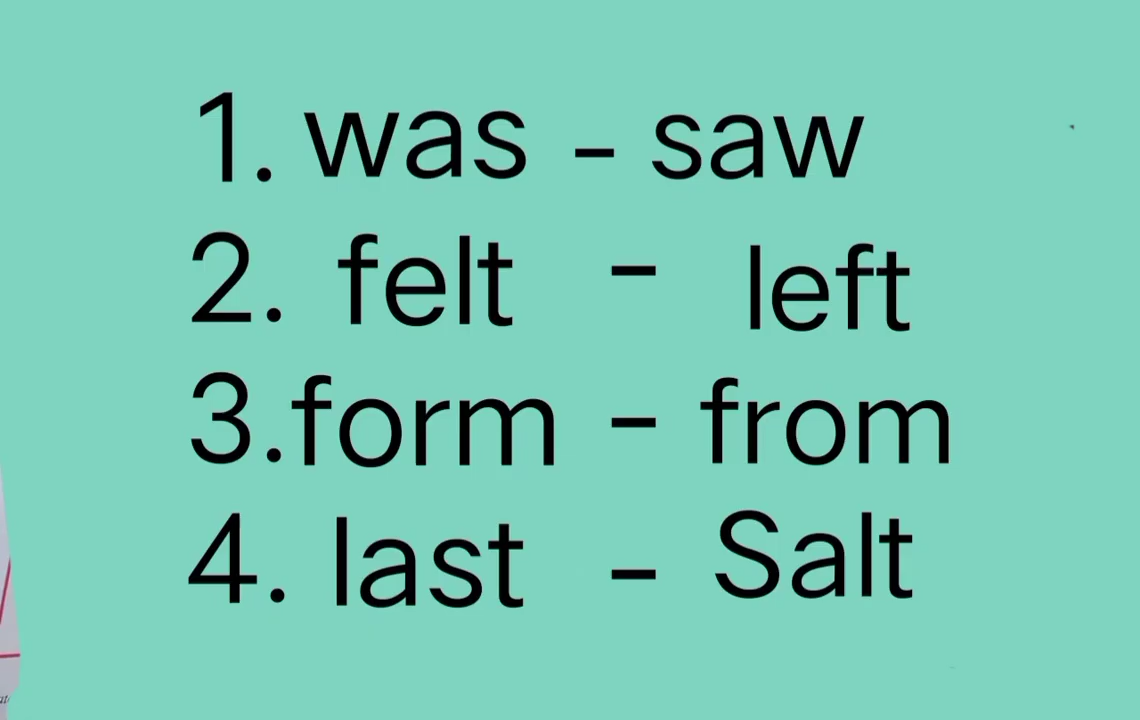 1. was - saw
2. felt - left
3.form - from
4. last - Salt